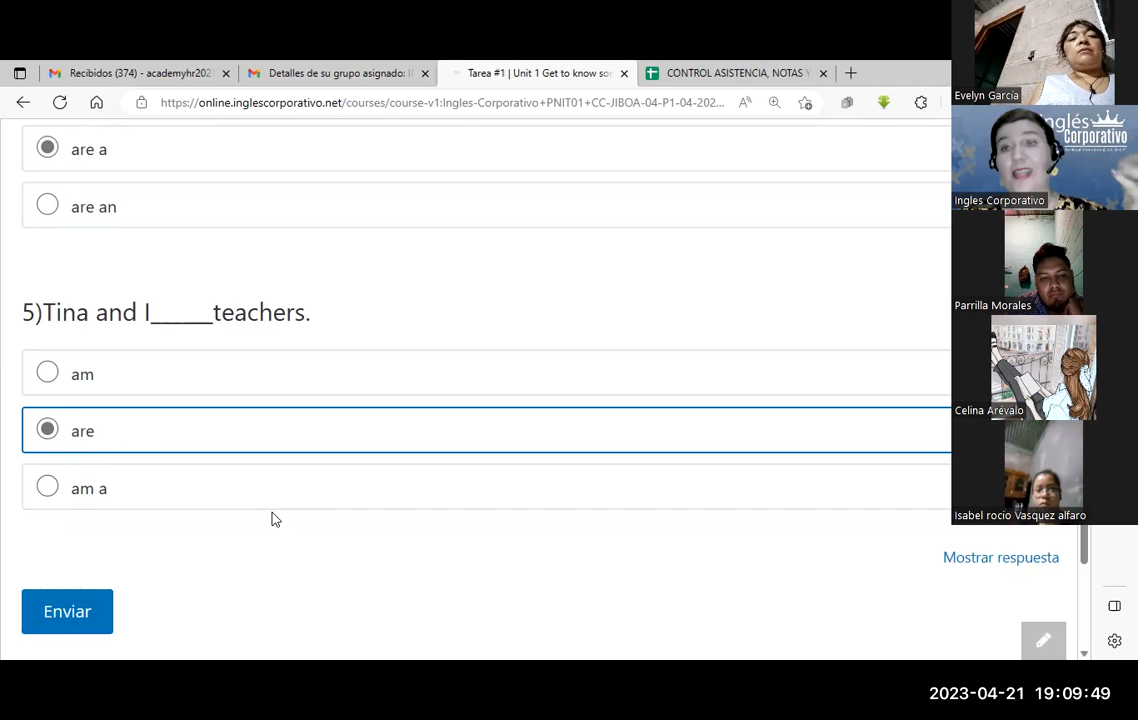 Recibidos (374) - academyhr202
Detalles de su grupo asignado: I
Tarea #1 | Unit 1 Get to know so
CONTROL ASISTENCIA, NOTAS Y
https://online.inglescorporativo.net/courses/course-v1:Ingles-Corporativo+PNIT01+CC-JIBOA-04-P1-04-202...
are a
are an
5)Tina and I______teachers.
am
are
am a
Mostrar respuesta
Enviar
Evelyn García
Inglés
Corporativo
Ingles Corporativo
Parrilla Morales
Celina Arévalo
Isabel rocio Vasquez alfaro
2023-04-21 19:09:49